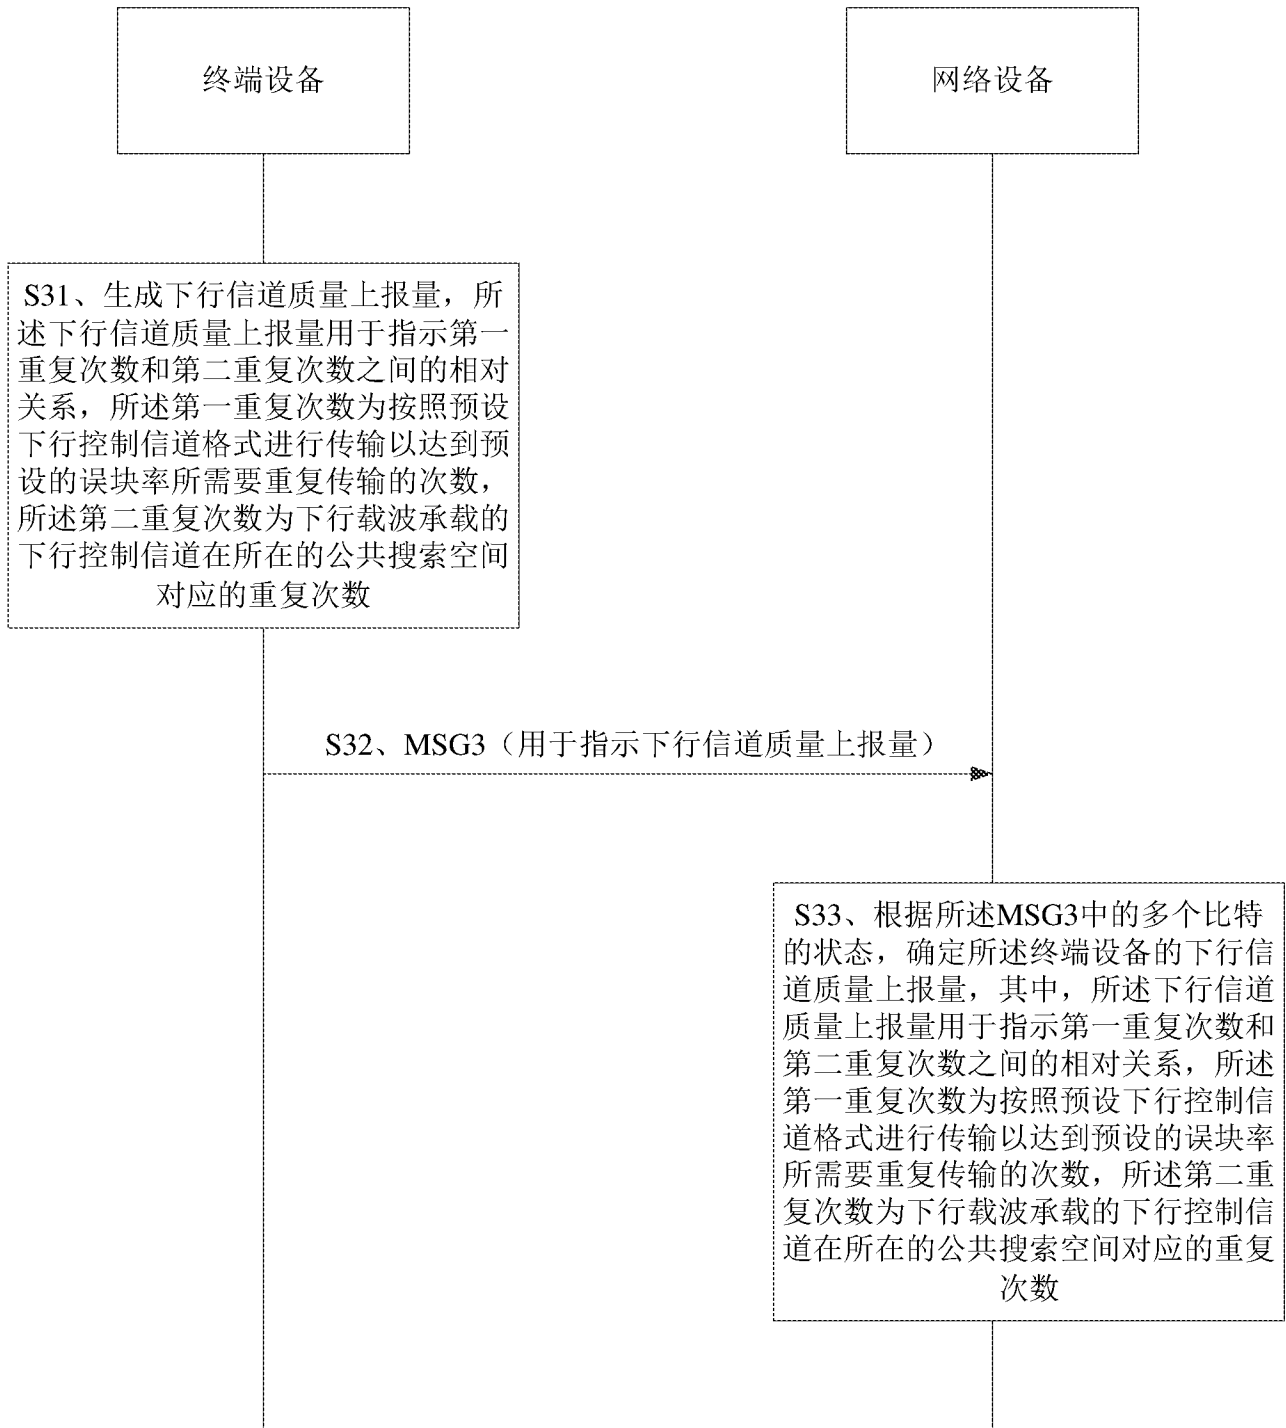 终端设备
网络设备
S31、生成下行信道质量上报量，所
述下行信道质量上报量用于指示第一
重复次数和第二重复次数之间的相对
关系，所述第一重复次数为按照预设
下行控制信道格式进行传输以达到预
设的误块率所需要重复传输的次数，
所述第二重复次数为下行载波承载的
下行控制信道在所在的公共搜索空间
对应的重复次数
S32、MSG3（用于指示下行信道质量上报量）
S33、根据所述MSG3中的多个比特
的状态，确定所述终端设备的下行信
道质量上报量，其中，所述下行信道
质量上报量用于指示第一重复次数和
第二重复次数之间的相对关系，所述
第一重复次数为按照预设下行控制信
道格式进行传输以达到预设的误块率
所需要重复传输的次数，所述第二重
复次数为下行载波承载的下行控制信
道在所在的公共搜索空间对应的重复
次数